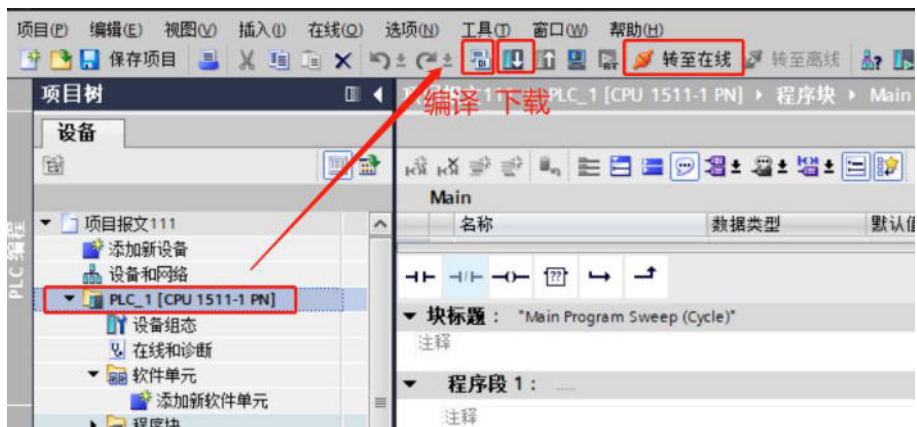 项目(P) 编辑(E) 视图(V) 插入(I) 在线(O) 选项(N) 工具(T) 窗口(W) 帮助(H)
保存项目 转至在线 转至离线
项目树
编译 下载
PLC_1 [CPU 1511-1 PN] 程序块 Main
设备
Main
名称 数据类型 默认值
PLC 编程
项目报文111
添加新设备
设备和网络
PLC_1 [CPU 1511-1 PN]
设备组态
在线和诊断
软件单元
添加新软件单元
程序块
??
块标题： "Main Program Sweep (Cycle)"
注释
程序段 1： .....
注释